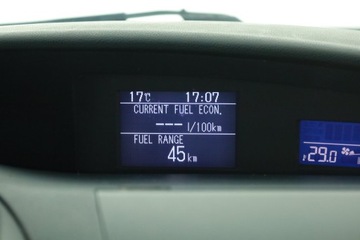 17℃ 17:07
CURRENT FUEL ECON.
--- l/100km
FUEL RANGE
45km
29.0